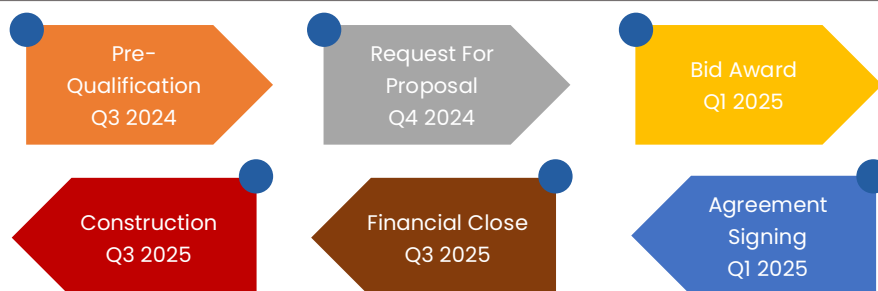 Pre-
Qualification
Q3 2024
Request For
Proposal
Q4 2024
Bid Award
Q1 2025
Construction
Q3 2025
Financial Close
Q3 2025
Agreement
Signing
Q1 2025